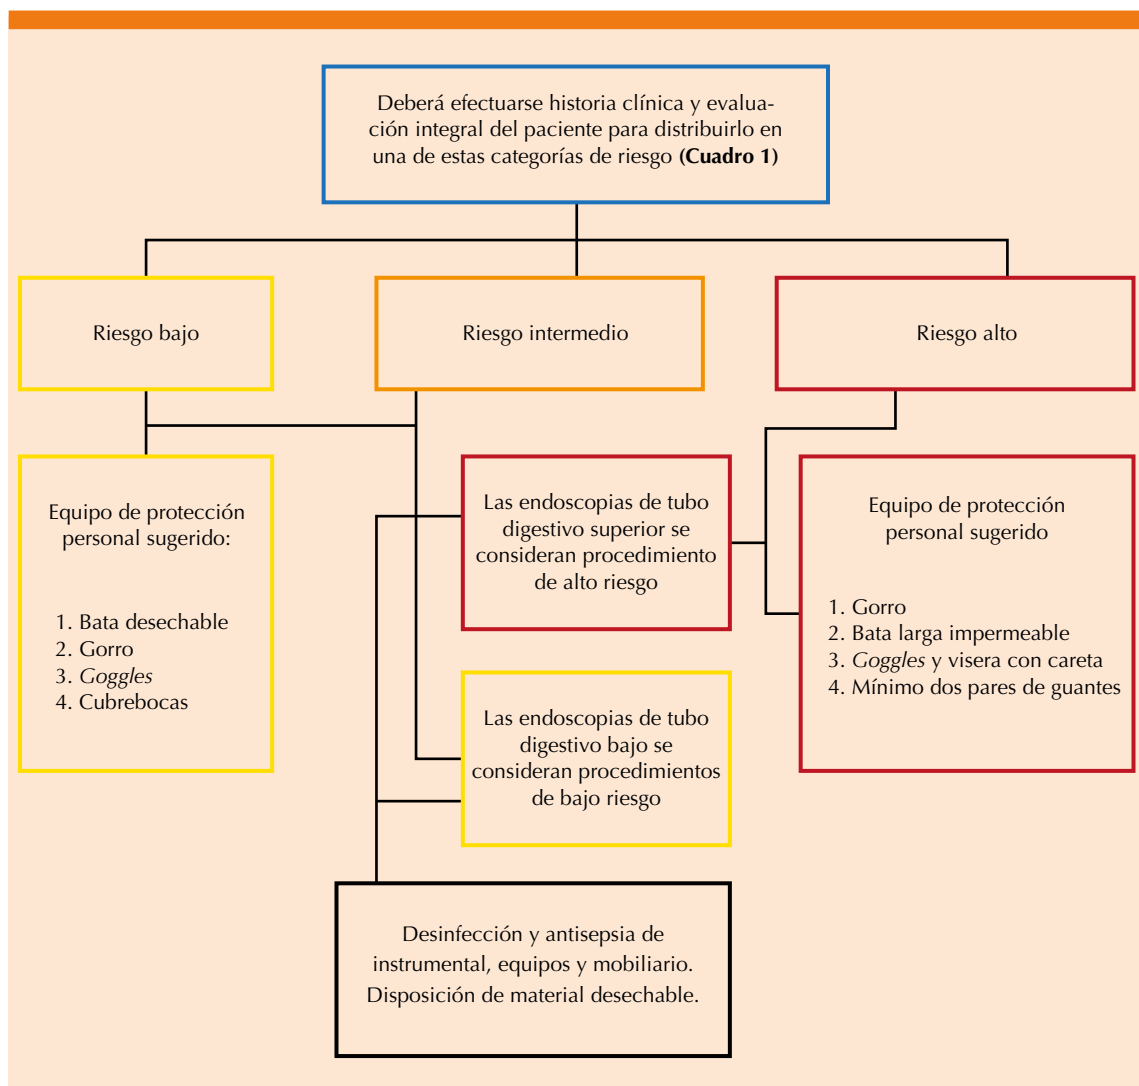 Deberá efectuarse historia clínica y evalua-
ción integral del paciente para distribuirlo en
una de estas categorías de riesgo (Cuadro 1)
Riesgo bajo
Riesgo intermedio
Riesgo alto
Equipo de protección
personal sugerido:
1. Bata desechable
2. Gorro
3. Goggles
4. Cubrebocas
Las endoscopias de tubo
digestivo superior se
consideran procedimiento
de alto riesgo
Equipo de protección
personal sugerido
1. Gorro
2. Bata larga impermeable
3. Goggles y visera con careta
4. Mínimo dos pares de guantes
Las endoscopias de tubo
digestivo bajo se
consideran procedimientos
de bajo riesgo
Desinfección y antisepsia de
instrumental, equipos y mobiliario.
Disposición de material desechable.